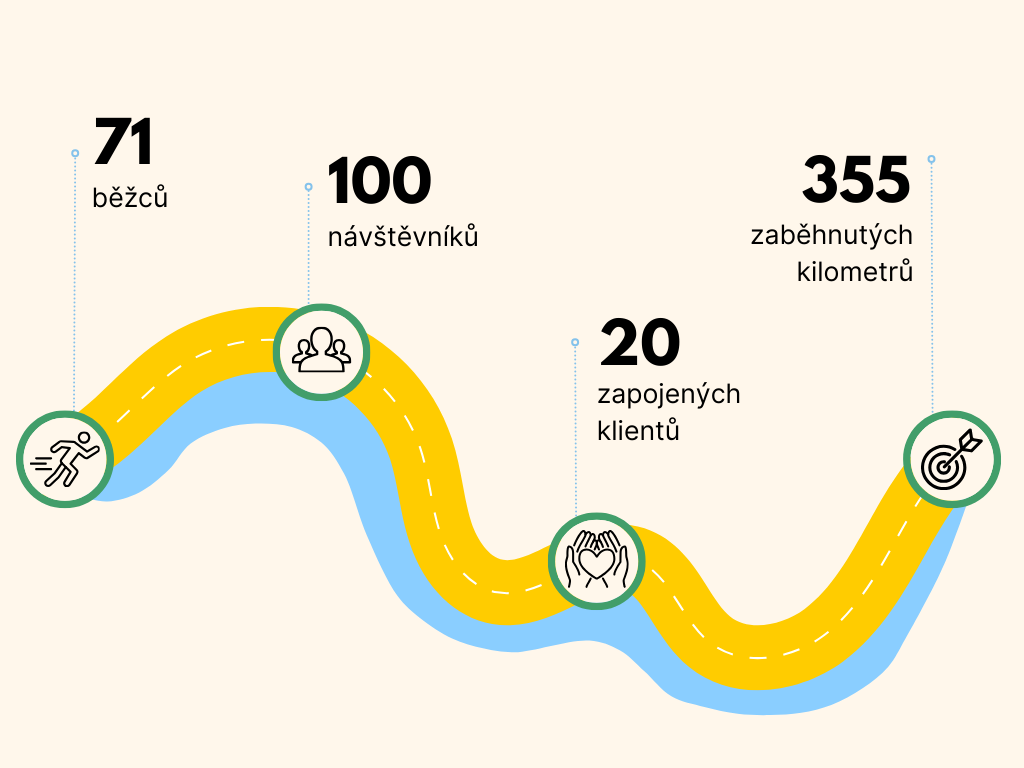 71
běžců
100
návštěvníků
20
zapojených
klientů
355
zaběhnutých
kilometrů